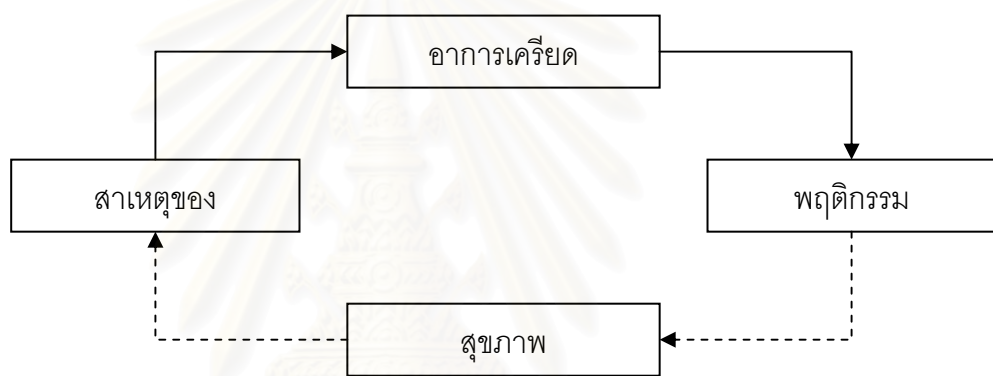 อาการเครียด
สาเหตุของ
พฤติกรรม
สุขภาพ